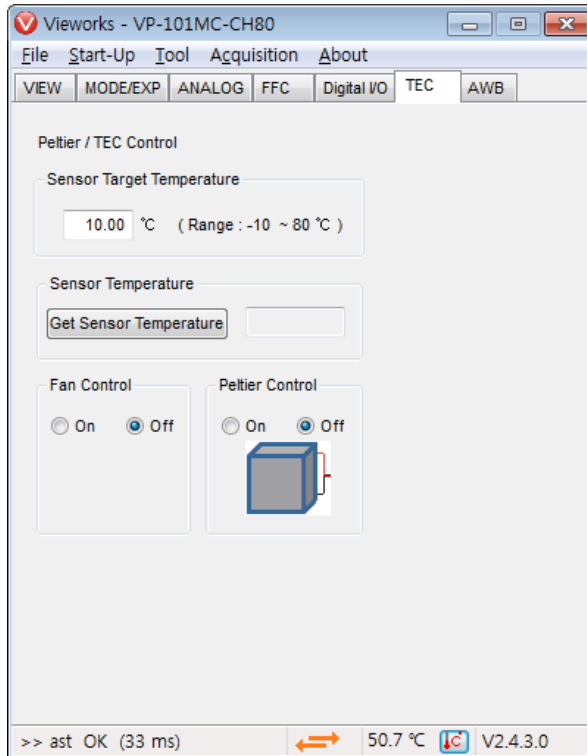 Vieworks - VP-101MC-CH80
File Start-Up Tool Acquisition About
VIEW MODE/EXP ANALOG FFC Digital I/O TEC AWB
Peltier / TEC Control
Sensor Target Temperature
10.00 ℃ ( Range : -10 ~ 80 ℃ )
Sensor Temperature
Get Sensor Temperature
Fan Control Peltier Control
On Off On Off
>> ast OK (33 ms) 50.7 ℃ C V2.4.3.0